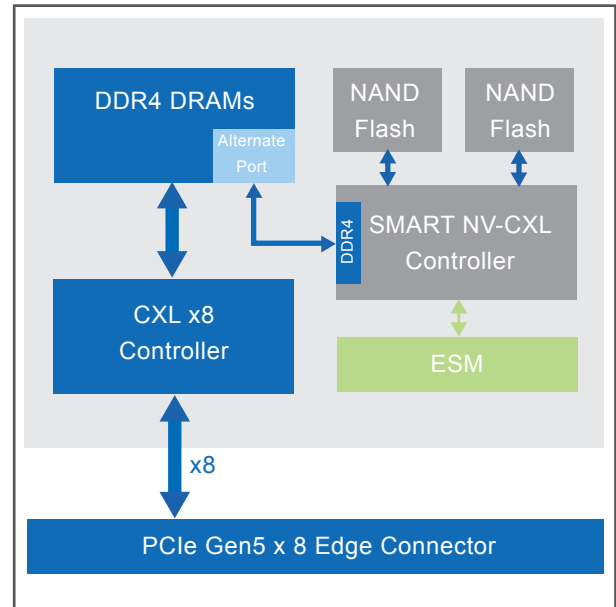 DDR4 DRAMs
Alternate
Port
NAND
Flash
NAND
Flash
DDR4
SMART NV-CXL
Controller
CXL x8
Controller
ESM
x8
PCIe Gen5 x 8 Edge Connector